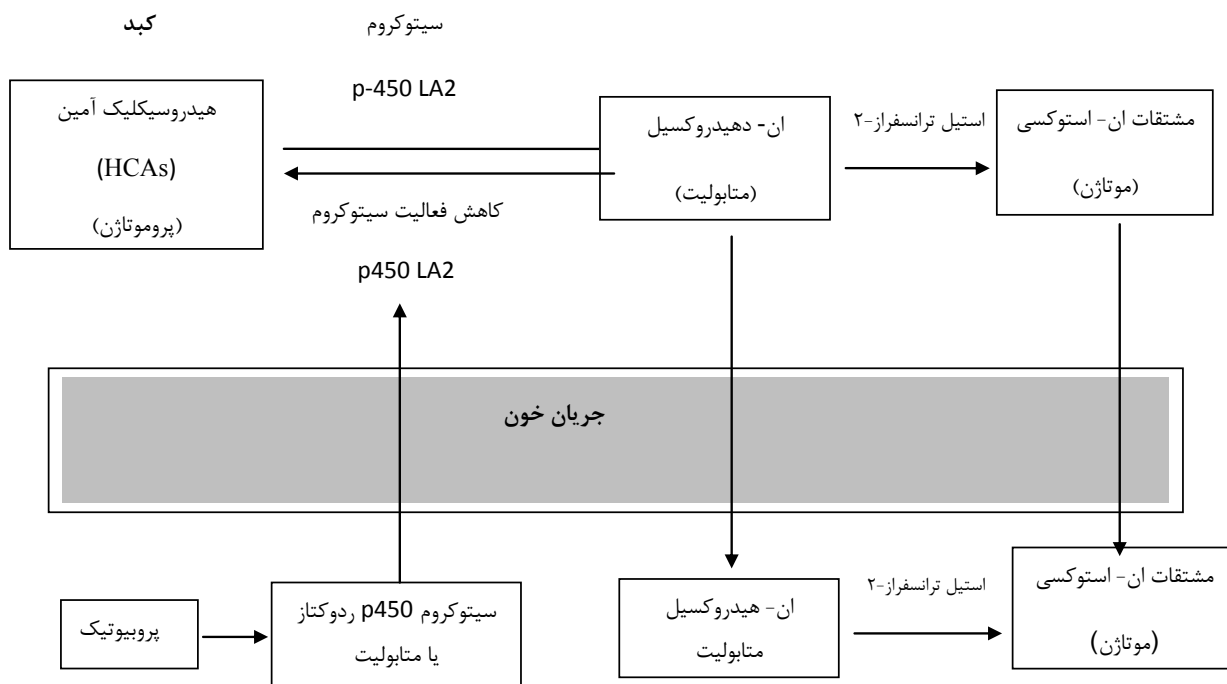 کبد
سیتوکروم
p-450 LA2
هیدروسیکلیک آمین
(HCAs)
(پروموتاژن)
ان- دهیدروکسیل
(متابولیت)
استیل ترانسفراز-۲
مشتقات ان- استوکسی
(موتاژن)
کاهش فعالیت سیتوکروم
p450 LA2
جریان خون
پروبیوتیک
سیتوکروم p450 ردوکتاز
یا متابولیت
ان- هیدروکسیل
متابولیت
استیل ترانسفراز-۲
مشتقات ان- استوکسی
(موتاژن)